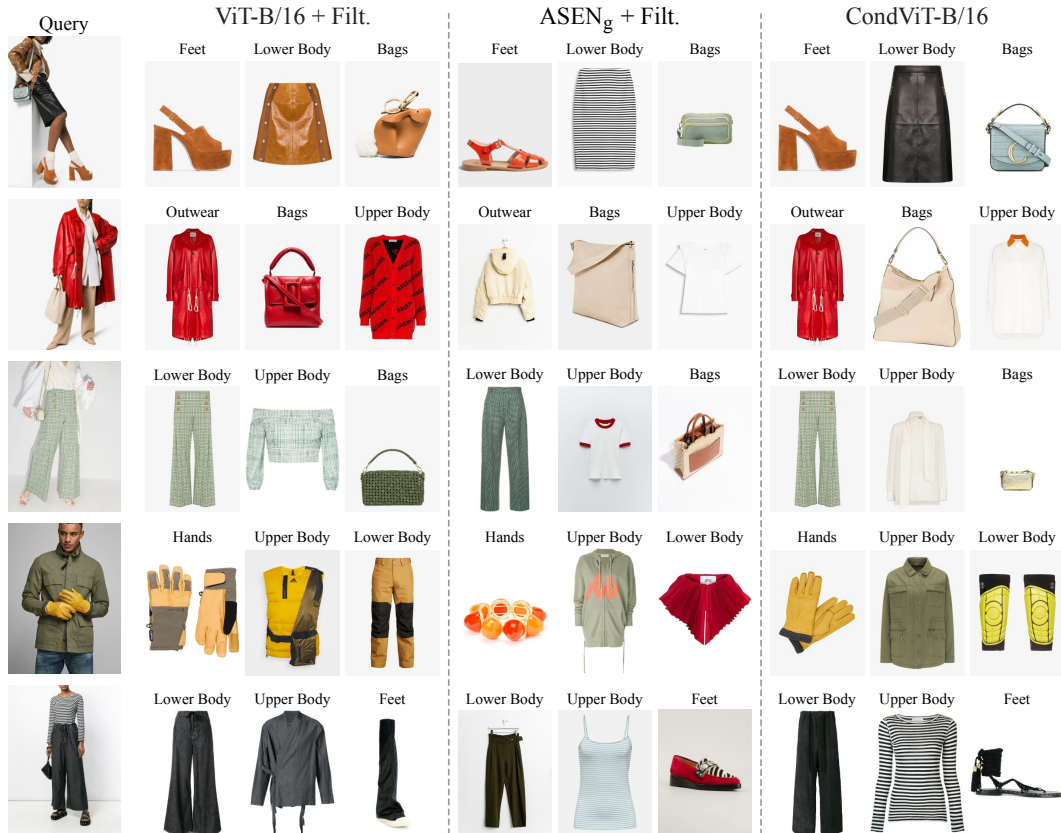 Query
ViT-B/16 + Filt.
ASENg + Filt.
CondViT-B/16
Feet Lower Body Bags
Feet Lower Body Bags
Feet Lower Body Bags
Outwear Bags Upper Body
Outwear Bags Upper Body
Outwear Bags Upper Body
Lower Body Upper Body Bags
Lower Body Upper Body Bags
Lower Body Upper Body Bags
Hands Upper Body Lower Body
Hands Upper Body Lower Body
Hands Upper Body Lower Body
Lower Body Upper Body Feet
Lower Body Upper Body Feet
Lower Body Upper Body Feet